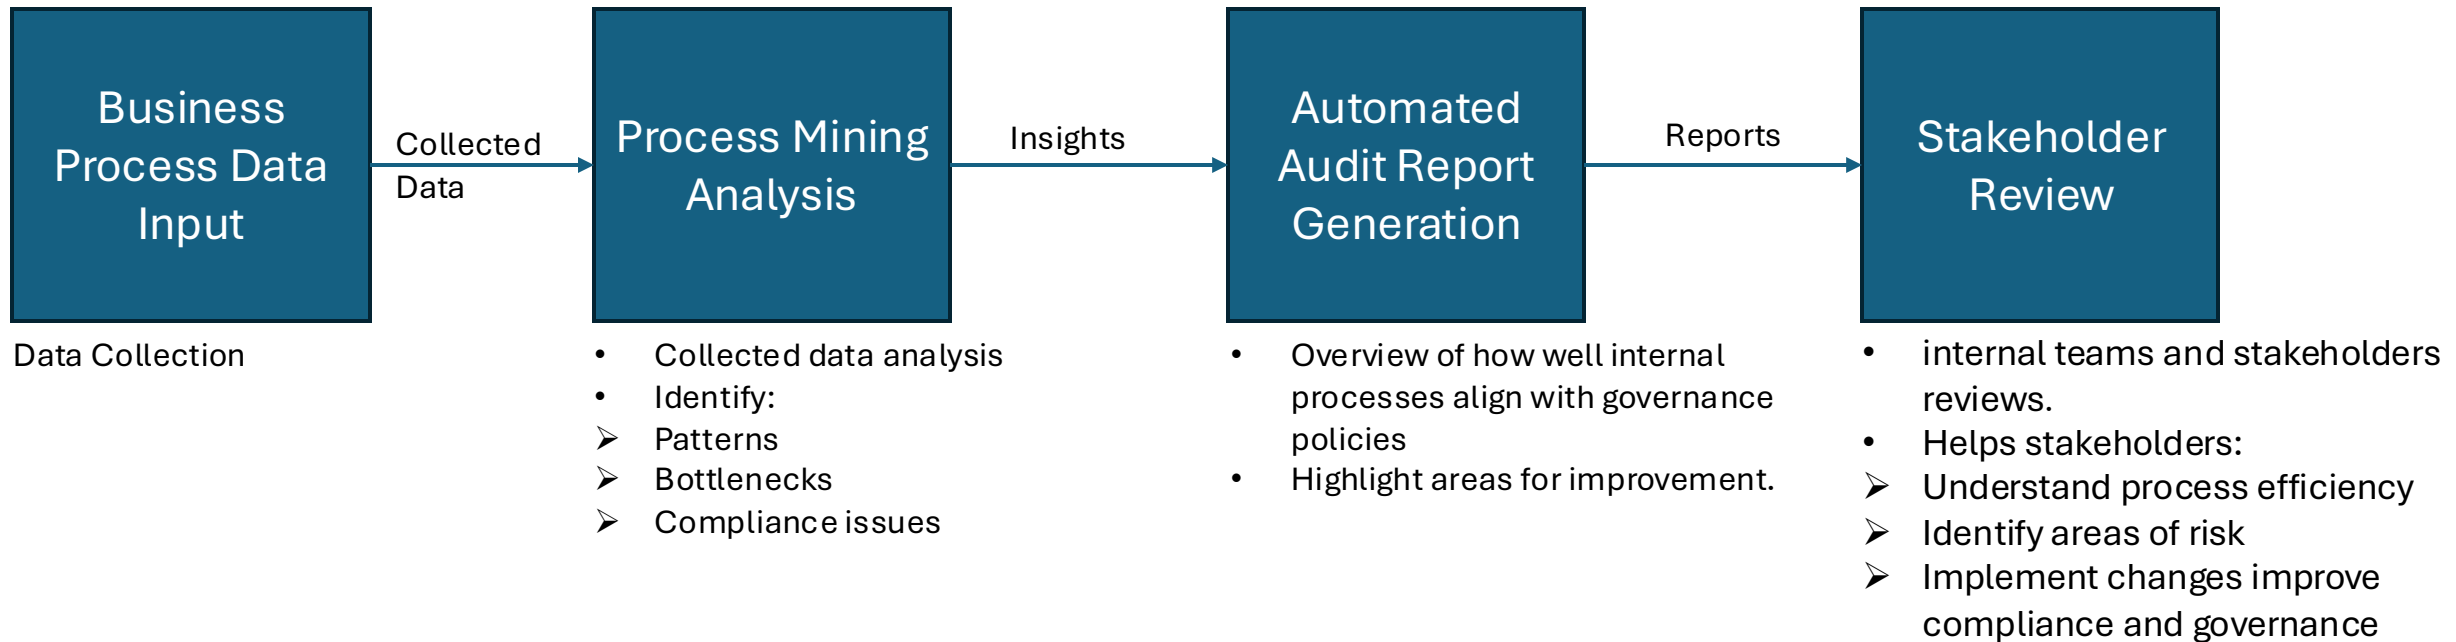 Business
Process Data
Input
Collected
Data
Process Mining
Analysis
Insights
Automated
Audit Report
Generation
Reports
Stakeholder
Review
Data Collection
• Collected data analysis
• Identify:
➢ Patterns
➢ Bottlenecks
➢ Compliance issues
• Overview of how well internal
processes align with governance
policies
• Highlight areas for improvement.
• internal teams and stakeholders
reviews.
• Helps stakeholders:
➢ Understand process efficiency
➢ Identify areas of risk
➢ Implement changes improve
compliance and governance